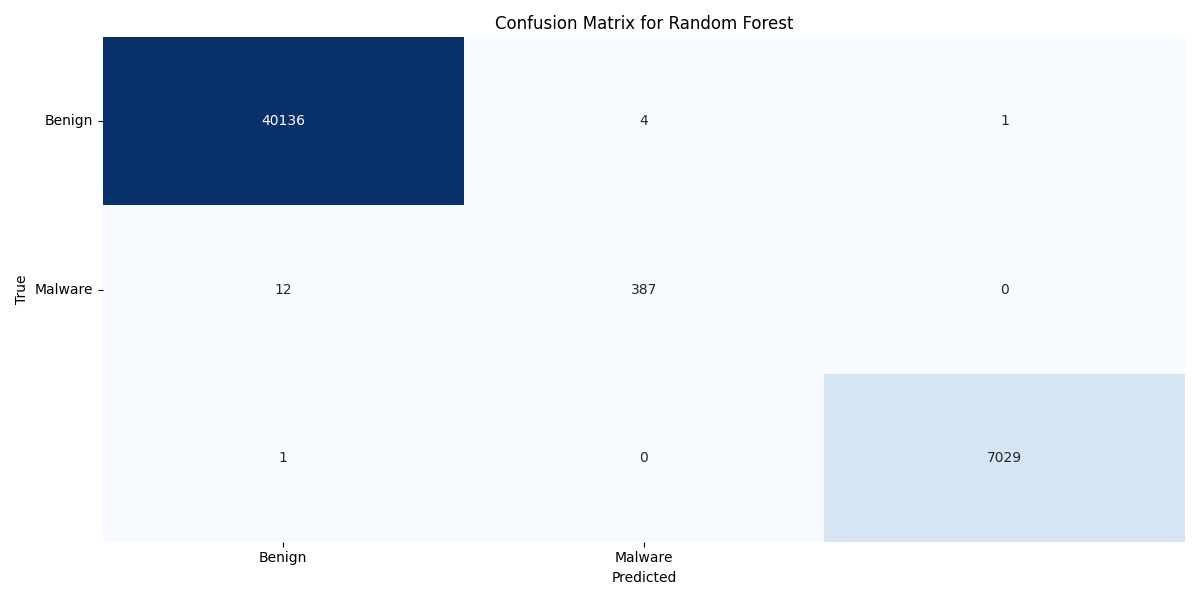 Confusion Matrix for Random Forest
Benign 40136 4 1
Malware 12 387 0
1 0 7029
Benign Malware
True
Predicted